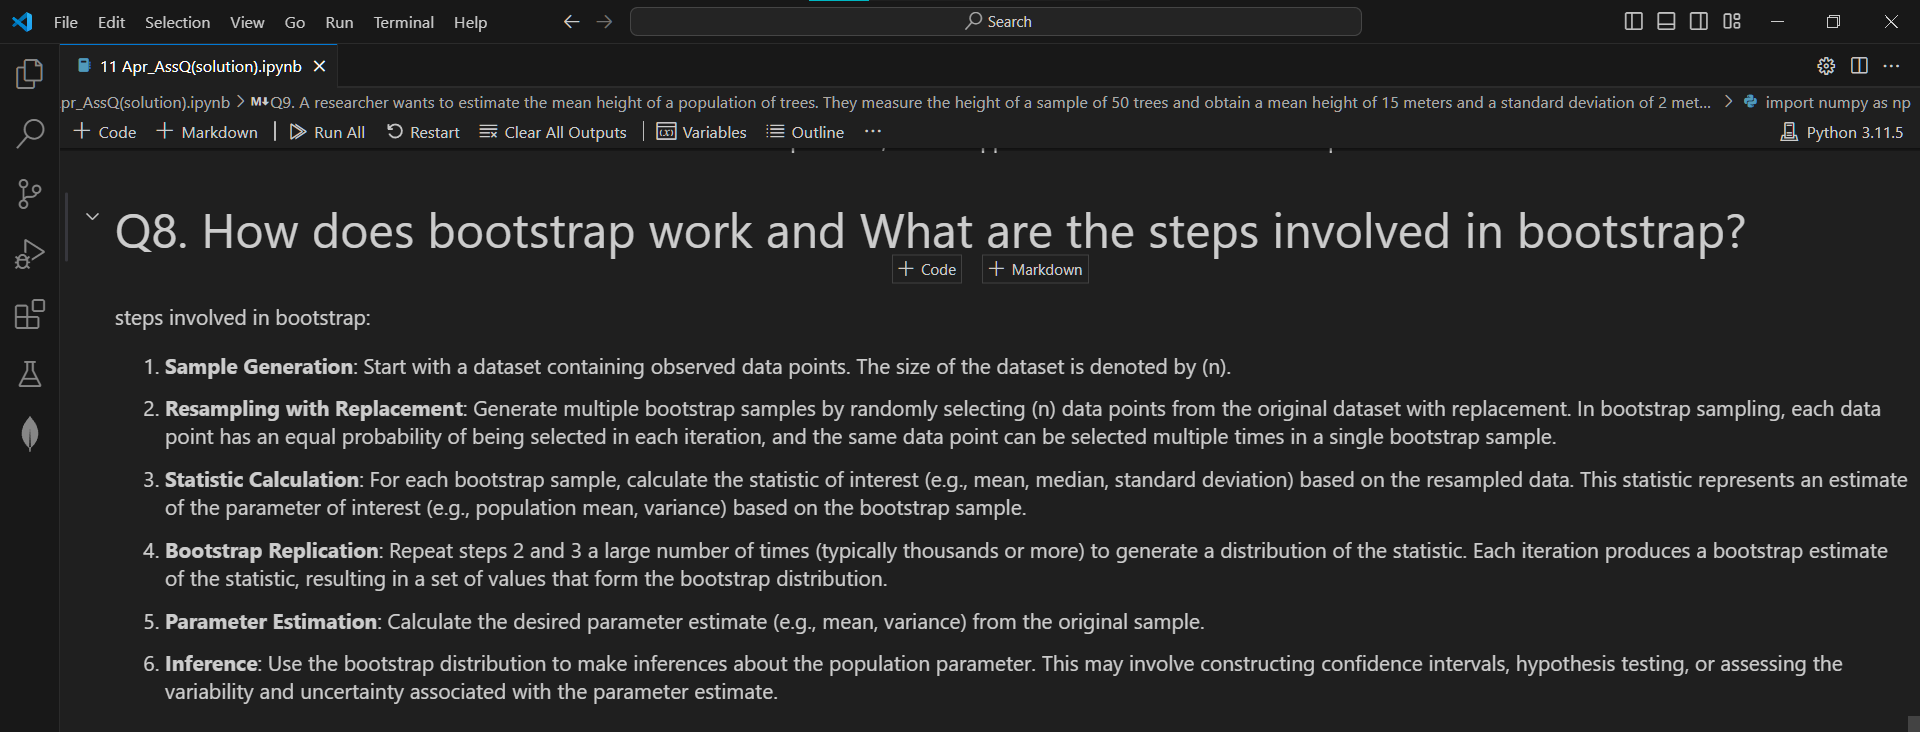 File Edit Selection View Go Run Terminal Help
Search
11 Apr_AssQ(solution).ipynb
pr_AssQ(solution).ipynb > M↓Q9. A researcher wants to estimate the mean height of a population of trees. They measure the height of a sample of 50 trees and obtain a mean height of 15 meters and a standard deviation of 2 met... > import numpy as np
+ Code + Markdown | Run All Restart Clear All Outputs | Variables Outline ...
Python 3.11.5
Q8. How does bootstrap work and What are the steps involved in bootstrap?
+ Code + Markdown
steps involved in bootstrap:
1. Sample Generation: Start with a dataset containing observed data points. The size of the dataset is denoted by (n).
2. Resampling with Replacement: Generate multiple bootstrap samples by randomly selecting (n) data points from the original dataset with replacement. In bootstrap sampling, each data
point has an equal probability of being selected in each iteration, and the same data point can be selected multiple times in a single bootstrap sample.
3. Statistic Calculation: For each bootstrap sample, calculate the statistic of interest (e.g., mean, median, standard deviation) based on the resampled data. This statistic represents an estimate
of the parameter of interest (e.g., population mean, variance) based on the bootstrap sample.
4. Bootstrap Replication: Repeat steps 2 and 3 a large number of times (typically thousands or more) to generate a distribution of the statistic. Each iteration produces a bootstrap estimate
of the statistic, resulting in a set of values that form the bootstrap distribution.
5. Parameter Estimation: Calculate the desired parameter estimate (e.g., mean, variance) from the original sample.
6. Inference: Use the bootstrap distribution to make inferences about the population parameter. This may involve constructing confidence intervals, hypothesis testing, or assessing the
variability and uncertainty associated with the parameter estimate.